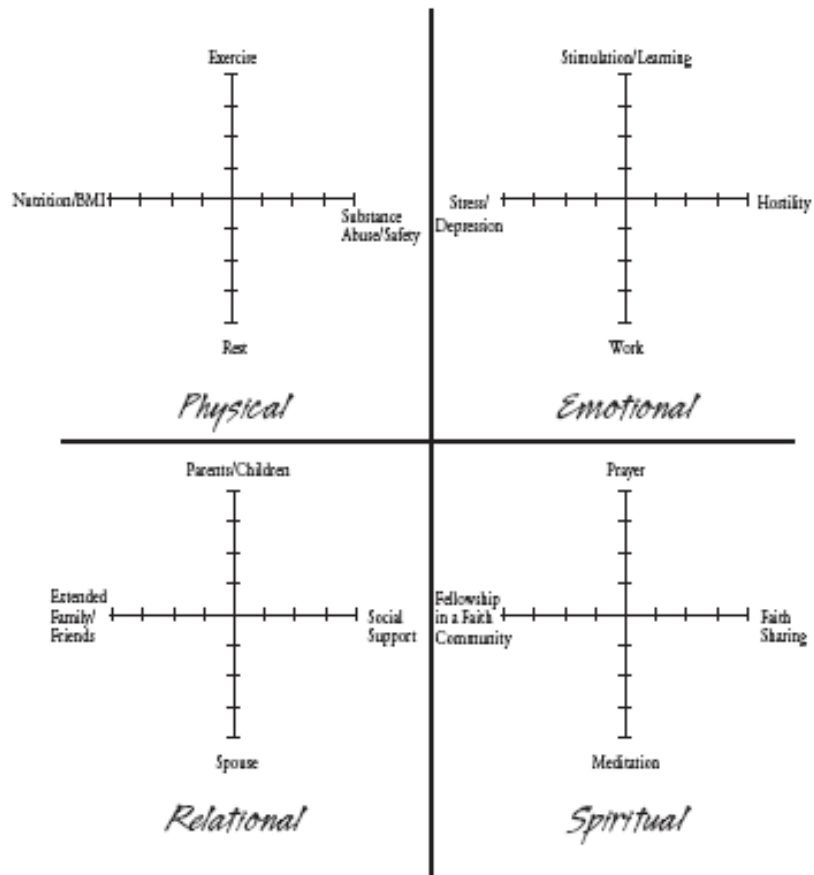 Exercise
Nutrition/BMI
Substance
Abuse/Safety
Rest
Physical
Stimulation/Learning
Stress/
Depression
Hostility
Work
Emotional
Parents/Children
Extended
Family/
Friends
Social
Support
Spouse
Relational
Prayer
Fellowship
in a Faith
Community
Faith
Sharing
Meditation
Spiritual